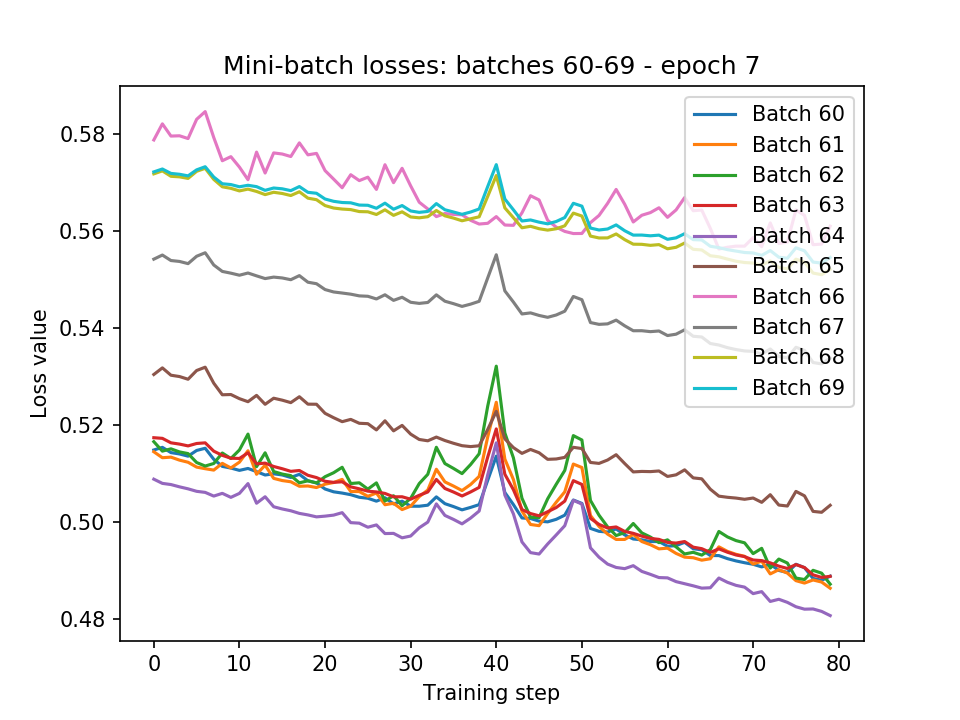 Mini-batch losses: batches 60-69 - epoch 7
Loss value
0.58
0.56
0.54
0.52
0.50
0.48
Batch 60
Batch 61
Batch 62
Batch 63
Batch 64
Batch 65
Batch 66
Batch 67
Batch 68
Batch 69
0 10 20 30 40 50 60 70 80
Training step